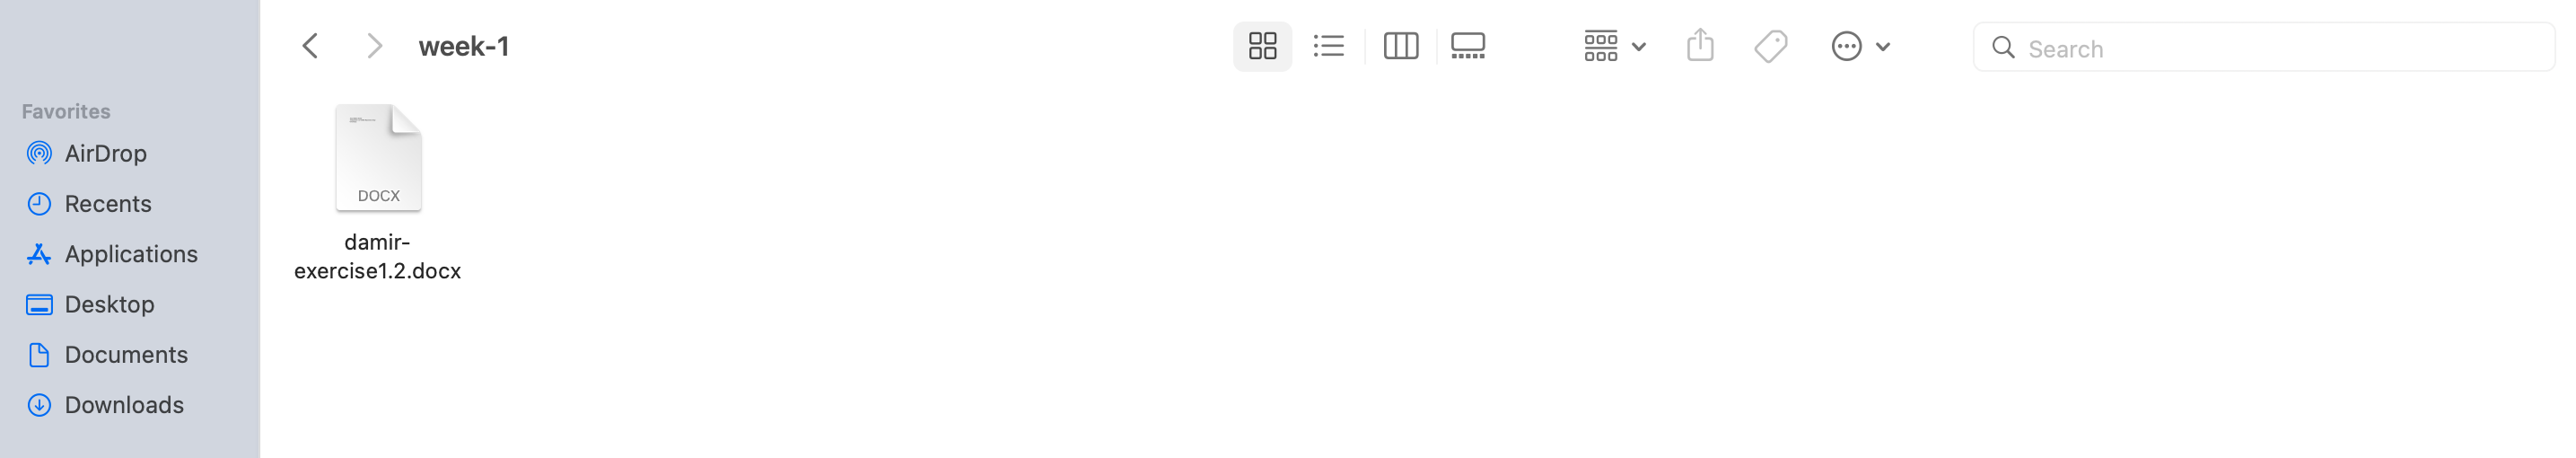 week-1
Search
Favorites
AirDrop
Recents
Applications
Desktop
Documents
Downloads
DOCX
damir-
exercise1.2.docx